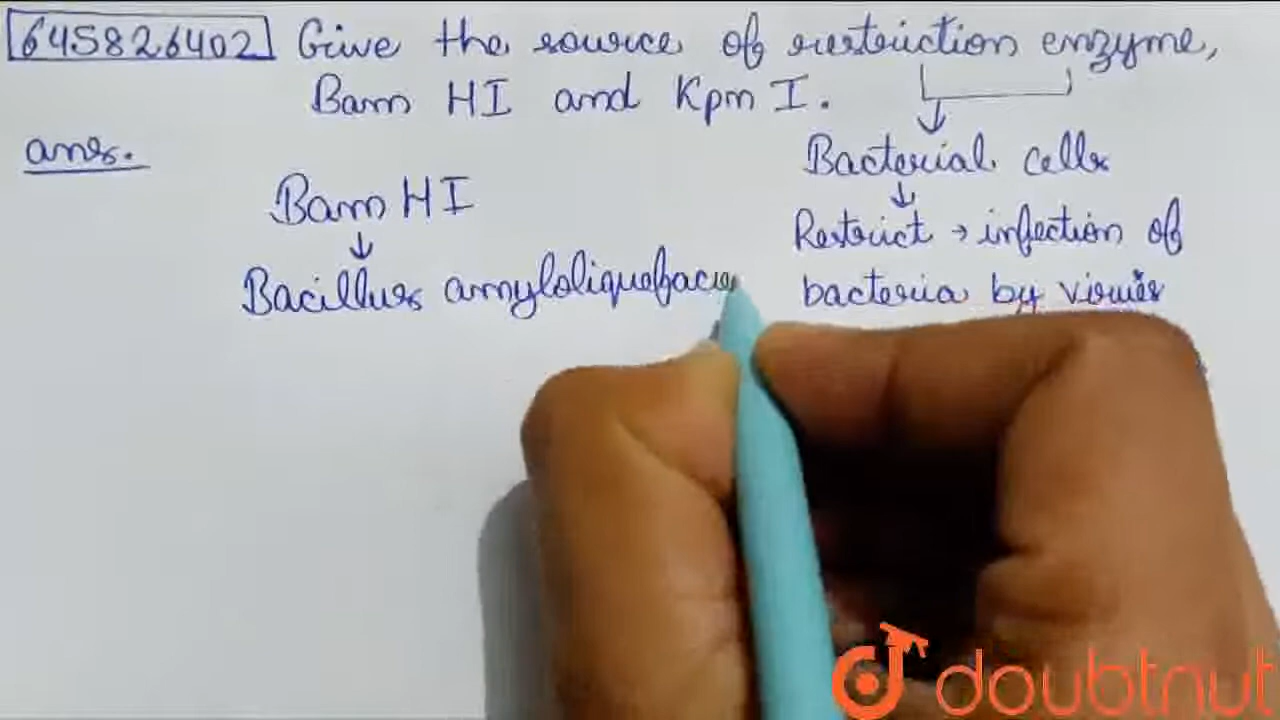 645826402 Give the source of restriction enzyme,
Bam HI and Kpn I.
ans.
Bacterial cells
Bam HI
Restrict → infection of
bacteria by viruses
Bacillus amyloliquefacie
doubtnut